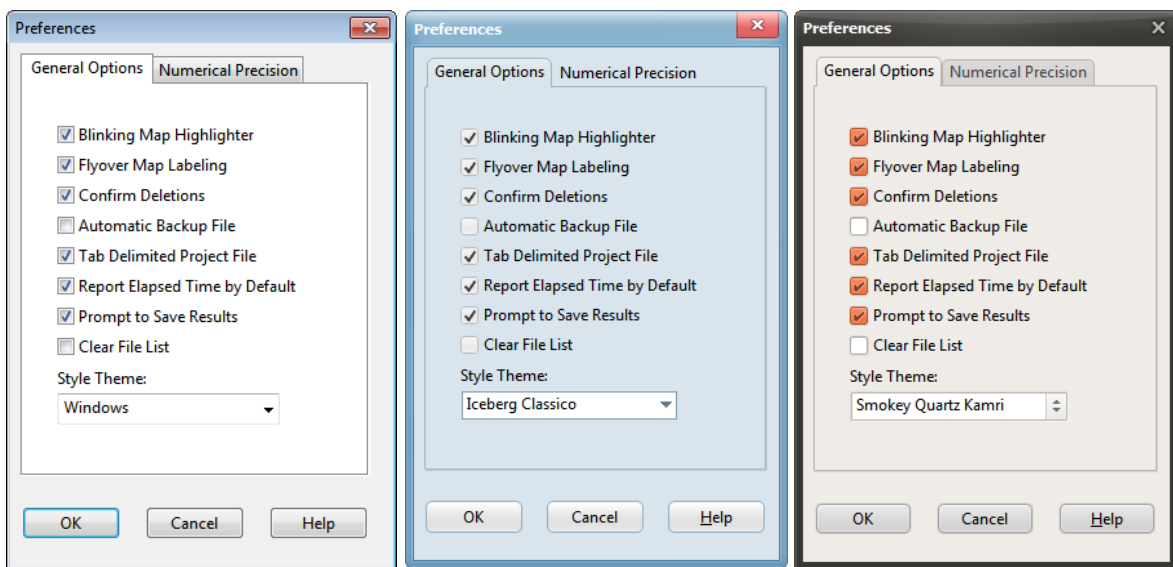 Preferences
General Options Numerical Precision
Blinking Map Highlighter
Flyover Map Labeling
Confirm Deletions
Automatic Backup File
Tab Delimited Project File
Report Elapsed Time by Default
Prompt to Save Results
Clear File List
Style Theme:
Windows
OK Cancel Help
Preferences
General Options Numerical Precision
Blinking Map Highlighter
Flyover Map Labeling
Confirm Deletions
Automatic Backup File
Tab Delimited Project File
Report Elapsed Time by Default
Prompt to Save Results
Clear File List
Style Theme:
Iceberg Classico
OK Cancel Help
Preferences
General Options Numerical Precision
Blinking Map Highlighter
Flyover Map Labeling
Confirm Deletions
Automatic Backup File
Tab Delimited Project File
Report Elapsed Time by Default
Prompt to Save Results
Clear File List
Style Theme:
Smokey Quartz Kamri
OK Cancel Help